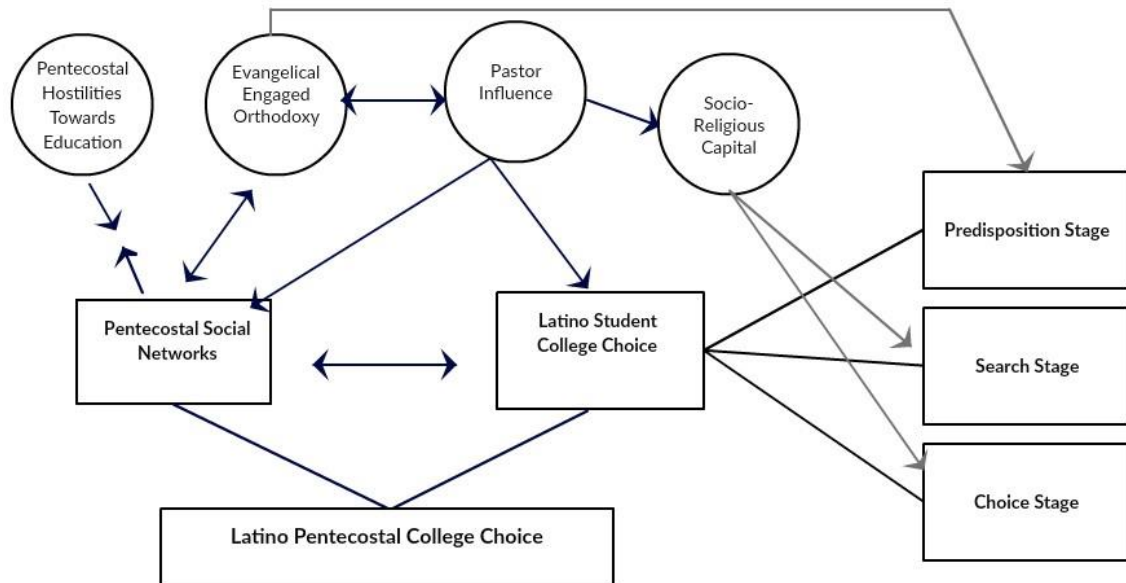 Pentecostal
Hostilities
Towards
Education
Evangelical
Engaged
Orthodoxy
Pastor
Influence
Socio-
Religious
Capital
Predisposition Stage
Pentecostal Social
Networks
Latino Student
College Choice
Search Stage
Choice Stage
Latino Pentecostal College Choice